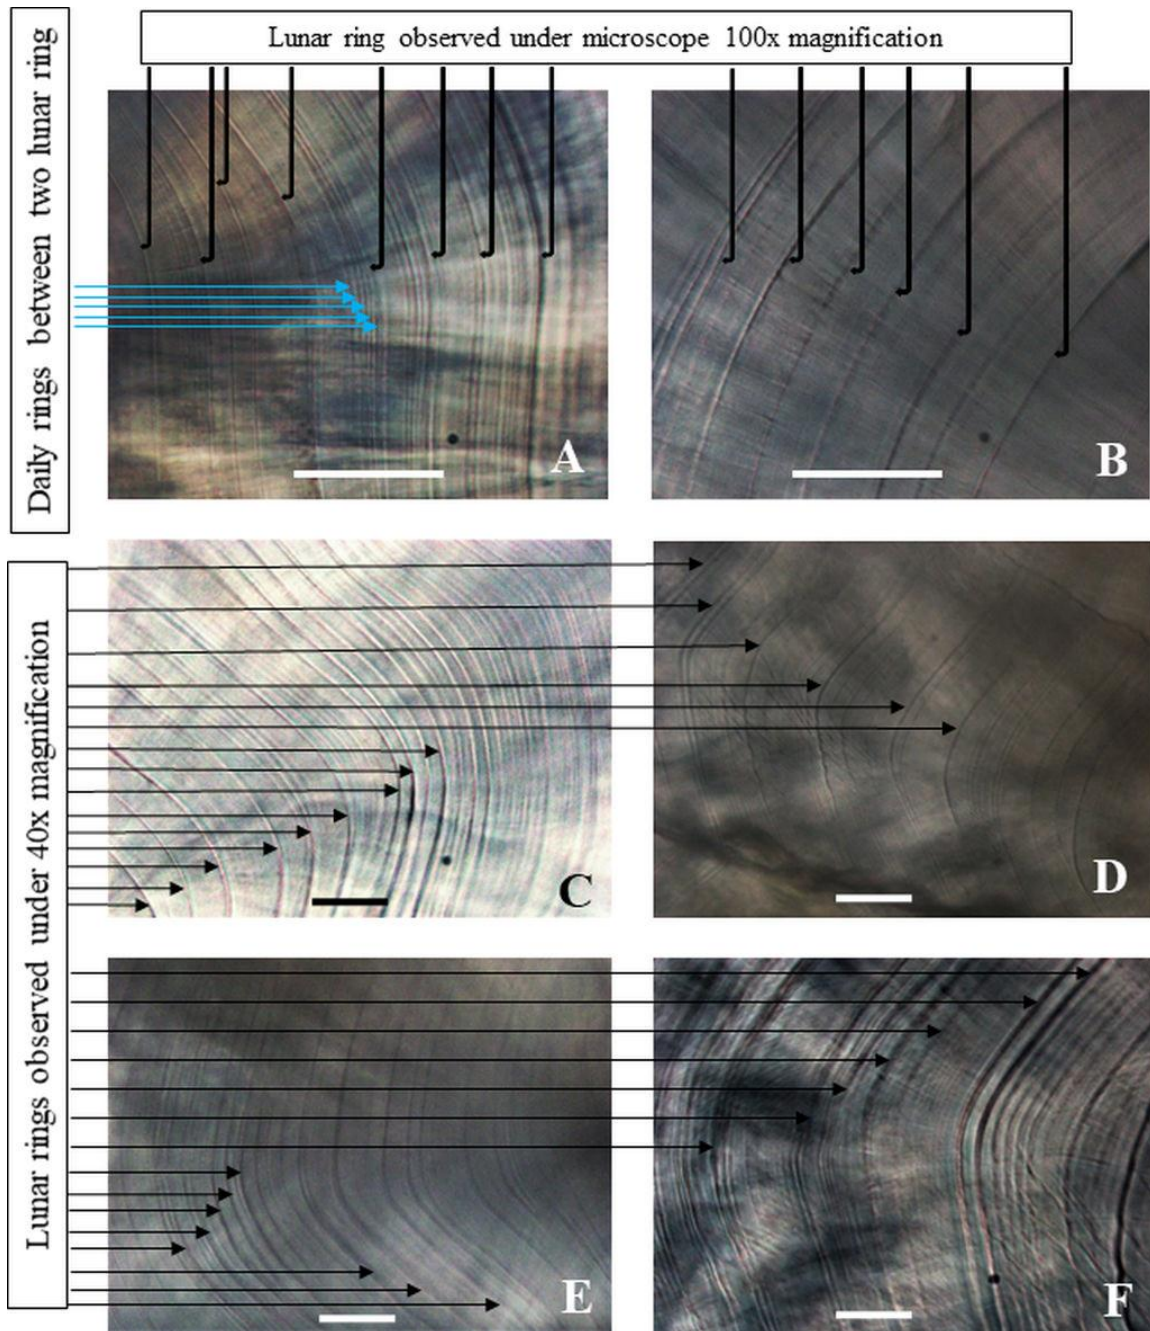 Lunar ring observed under microscope 100x magnification
Daily rings between two lunar ring
A
B
Lunar rings observed under 40x magnification
C
D
E
F